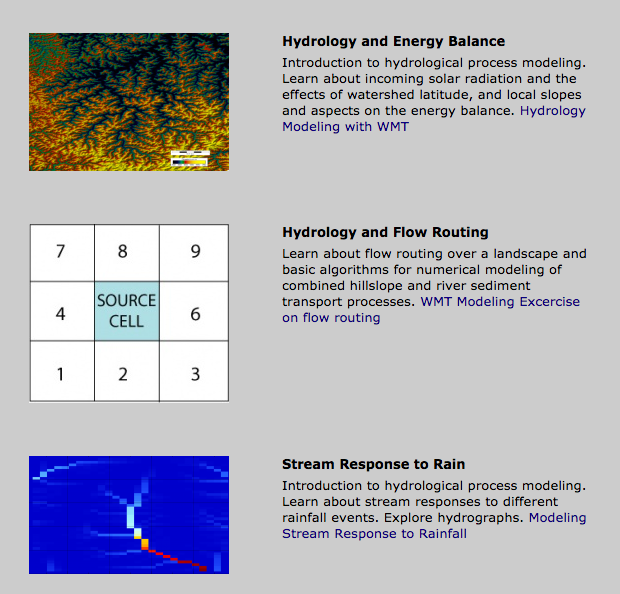 Hydrology and Energy Balance
Introduction to hydrological process modeling.
Learn about incoming solar radiation and the
effects of watershed latitude, and local slopes
and aspects on the energy balance. Hydrology
Modeling with WMT
7 8 9
4 SOURCE CELL 6
1 2 3
Hydrology and Flow Routing
Learn about flow routing over a landscape and
basic algorithms for numerical modeling of
combined hillslope and river sediment
transport processes. WMT Modeling Excercise
on flow routing
Stream Response to Rain
Introduction to hydrological process modeling.
Learn about stream responses to different
rainfall events. Explore hydrographs. Modeling
Stream Response to Rainfall